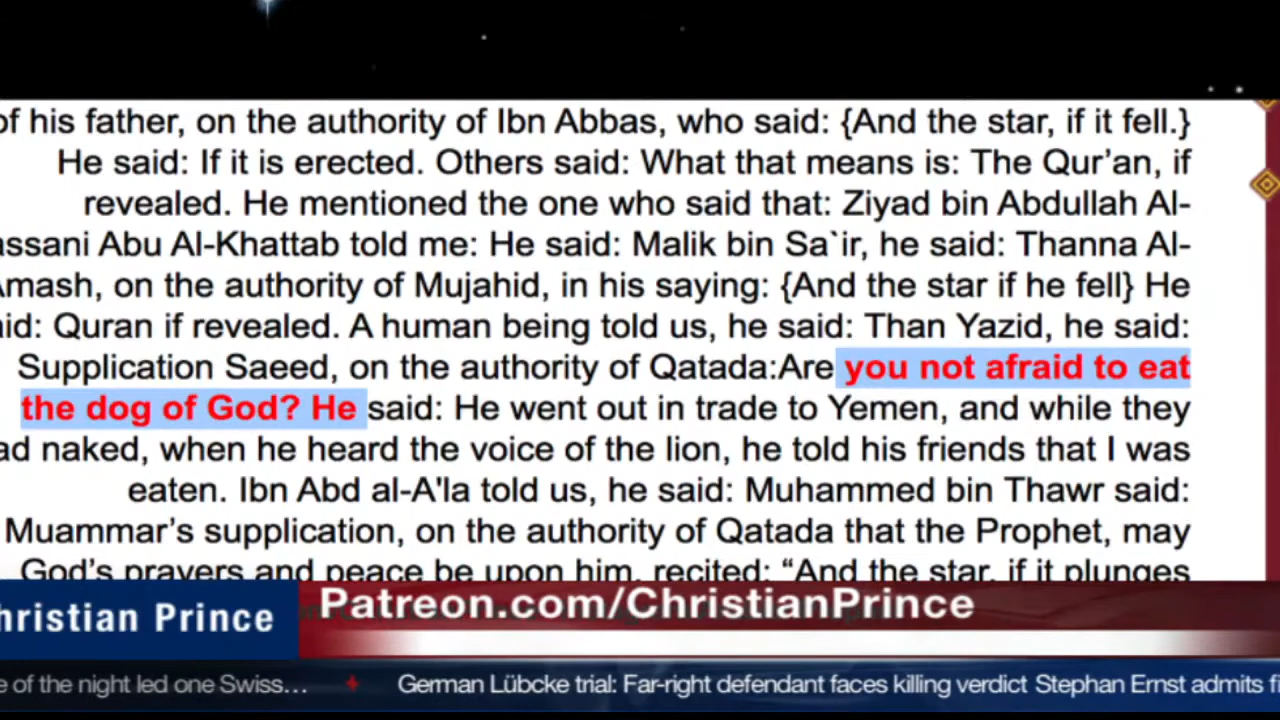 of his father, on the authority of Ibn Abbas, who said: {And the star, if it fell.}
He said: If it is erected. Others said: What that means is: The Qur’an, if
revealed. He mentioned the one who said that: Ziyad bin Abdullah Al-
assani Abu Al-Khattab told me: He said: Malik bin Sa`ir, he said: Thanna Al-
Amash, on the authority of Mujahid, in his saying: {And the star if he fell} He
aid: Quran if revealed. A human being told us, he said: Than Yazid, he said:
Supplication Saeed, on the authority of Qatada:Are you not afraid to eat
the dog of God? He said: He went out in trade to Yemen, and while they
ad naked, when he heard the voice of the lion, he told his friends that I was
eaten. Ibn Abd al-A'la told us, he said: Muhammed bin Thawr said:
Muammar’s supplication, on the authority of Qatada that the Prophet, may
God’s prayers and peace be upon him, recited: “And the star, if it plunges
hristian Prince
Patreon.com/ChristianPrince
e of the night led one Swiss... German Lübcke trial: Far-right defendant faces killing verdict Stephan Ernst admits fi